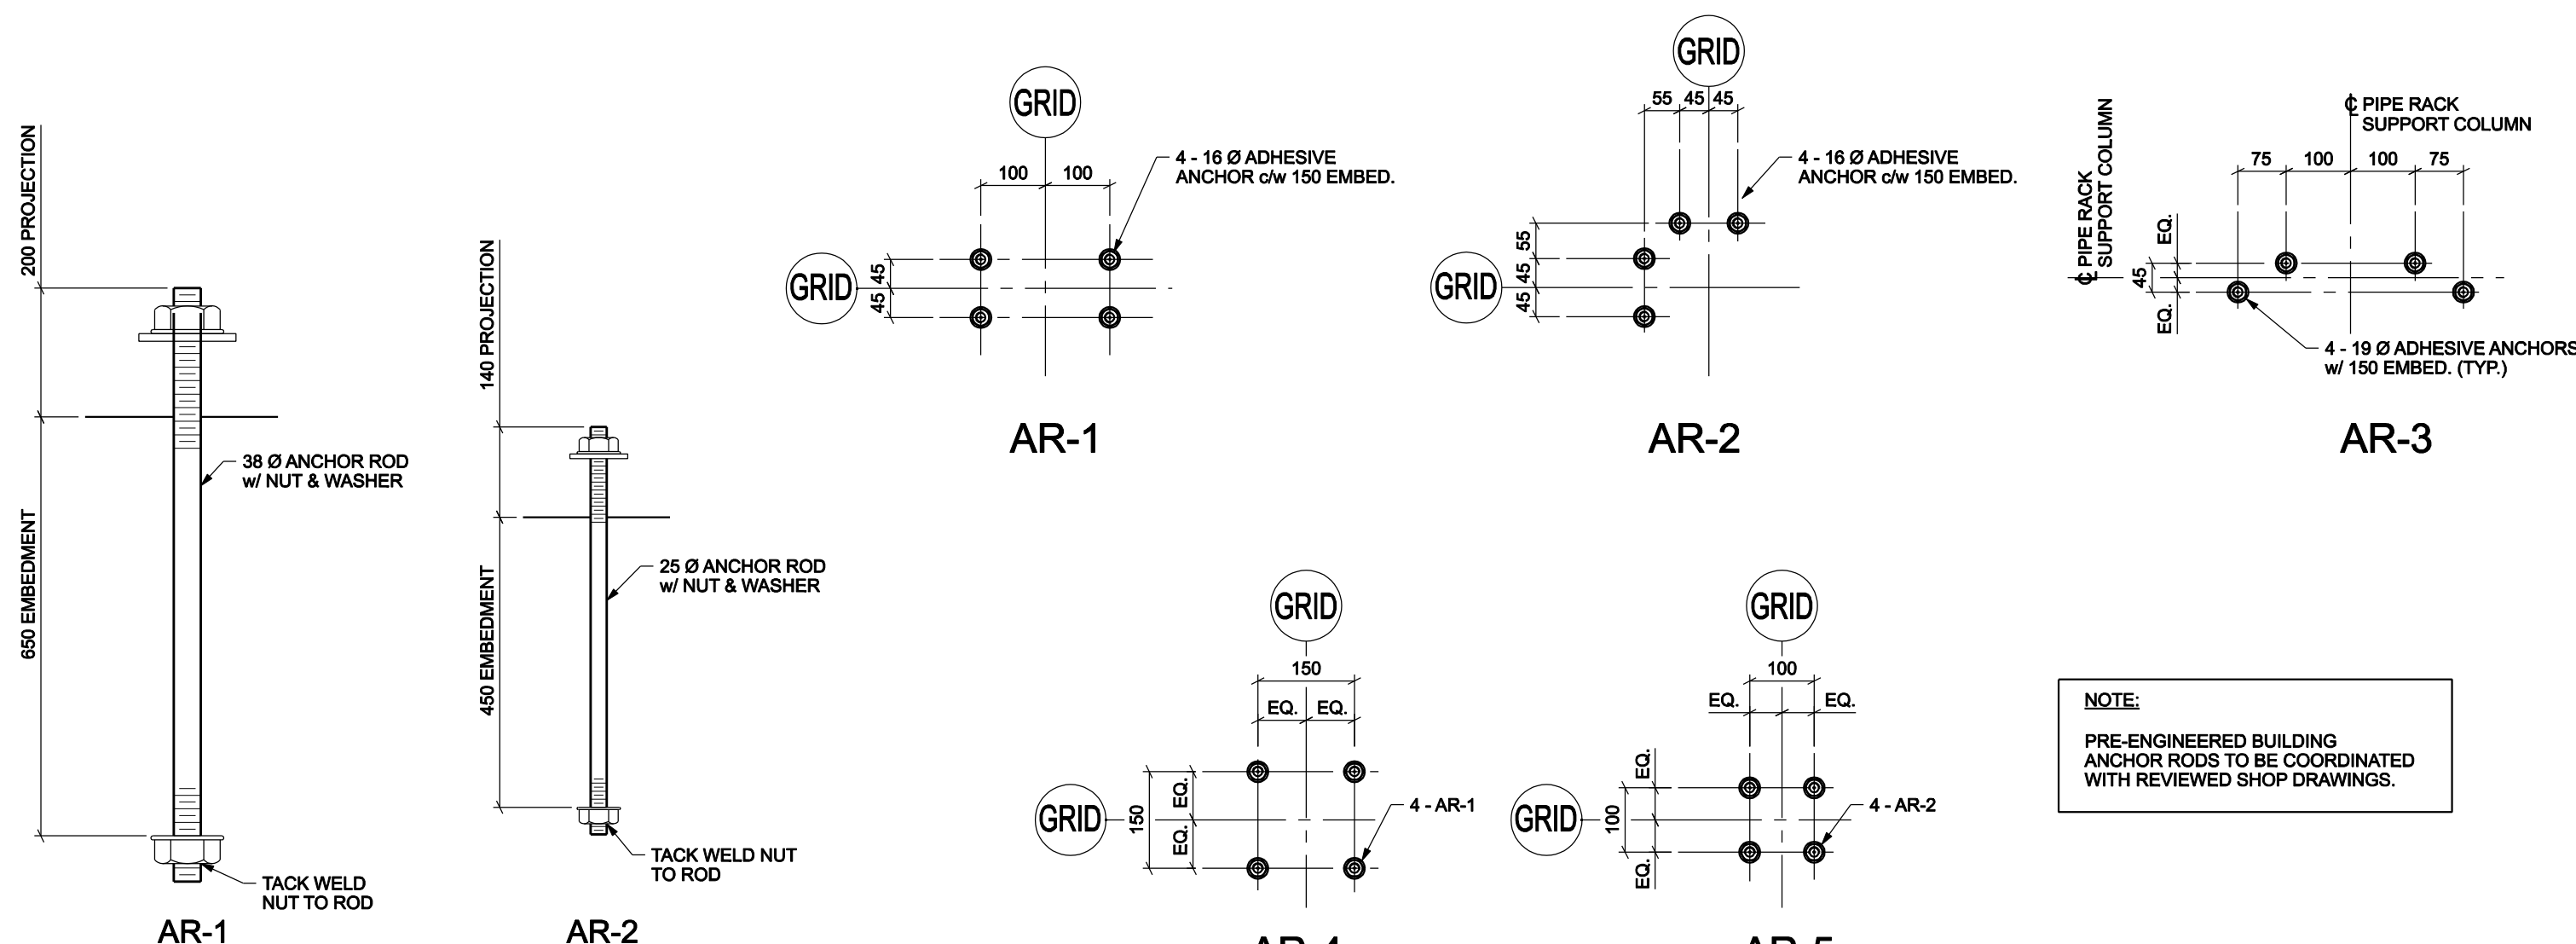 200 PROJECTION
650 EMBEDMENT
38 Ø ANCHOR ROD
w/ NUT & WASHER
TACK WELD
NUT TO ROD
AR-1
140 PROJECTION
450 EMBEDMENT
25 Ø ANCHOR ROD
w/ NUT & WASHER
TACK WELD NUT
TO ROD
AR-2
GRID
100 100
4 - 16 Ø ADHESIVE
ANCHOR c/w 150 EMBED.
GRID
45
45
AR-1
GRID
55 45 45
4 - 16 Ø ADHESIVE
ANCHOR c/w 150 EMBED.
GRID
55
45
45
AR-2
℄ PIPE RACK
SUPPORT COLUMN
℄ PIPE RACK
SUPPORT COLUMN
75 100 100 75
EQ.
45
EQ.
4 - 19 Ø ADHESIVE ANCHORS
w/ 150 EMBED. (TYP.)
AR-3
GRID
150
EQ. EQ.
GRID
150
EQ.
EQ.
4 - AR-1
AR-4
GRID
100
EQ. EQ.
GRID
100
EQ.
EQ.
4 - AR-2
AR-5
NOTE:
PRE-ENGINEERED BUILDING
ANCHOR RODS TO BE COORDINATED
WITH REVIEWED SHOP DRAWINGS.